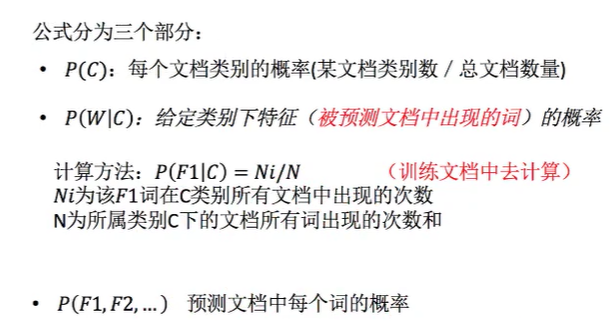 公式分为三个部分：
• P(C)：每个文档类别的概率(某文档类别数 / 总文档数量)
• P(W|C)：给定类别下特征（被预测文档中出现的词）的概率
计算方法：P(F1|C) = Ni/N （训练文档中去计算）
Ni为该F1词在C类别所有文档中出现的次数
N为所属类别C下的文档所有词出现的次数和
• P(F1,F2,…) 预测文档中每个词的概率